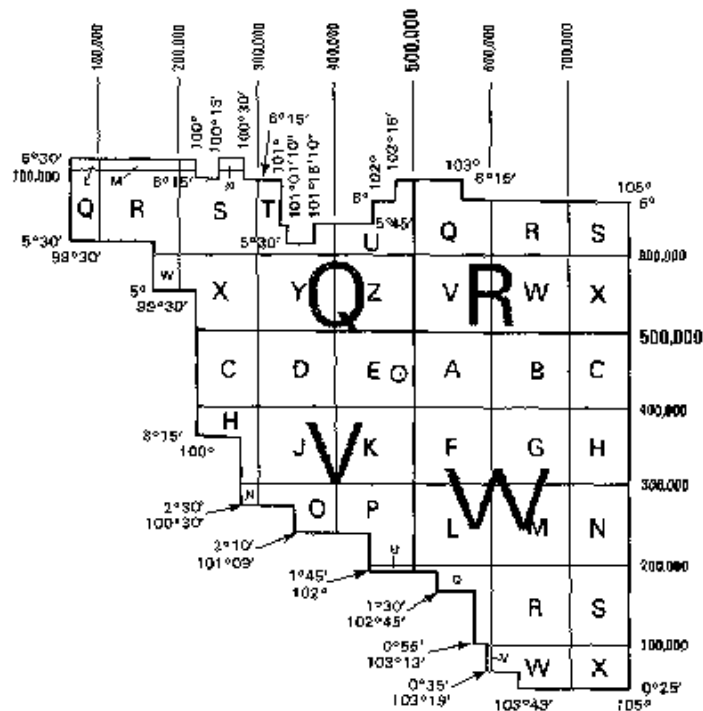 100,000 200,000 300,000 400,000 500,000 600,000 700,000
100° 100°15' 100°30' 6°15' 101° 101°01'10" 101°16'10" 6° 102° 102°15' 103° 6°15' 105°
6°30'
700,000 L M 6°15' 6°
Q R S T 5°30' U 5°45' Q R S
5°30'
99°30' 600,000
W X Y Q Z V R W X
5°
99°30' 500,000
C D E A B C
400,000
H
3°15' J V K F G H
100°
300,000
N O P L W M N
2°30'
100°30'
2°10'
101°09' U 200,000
1°45'
102° Q R S
1°30'
102°45'
0°55' 100,000
103°13' V W X
0°35' 0°25'
103°19' 103°43' 105°